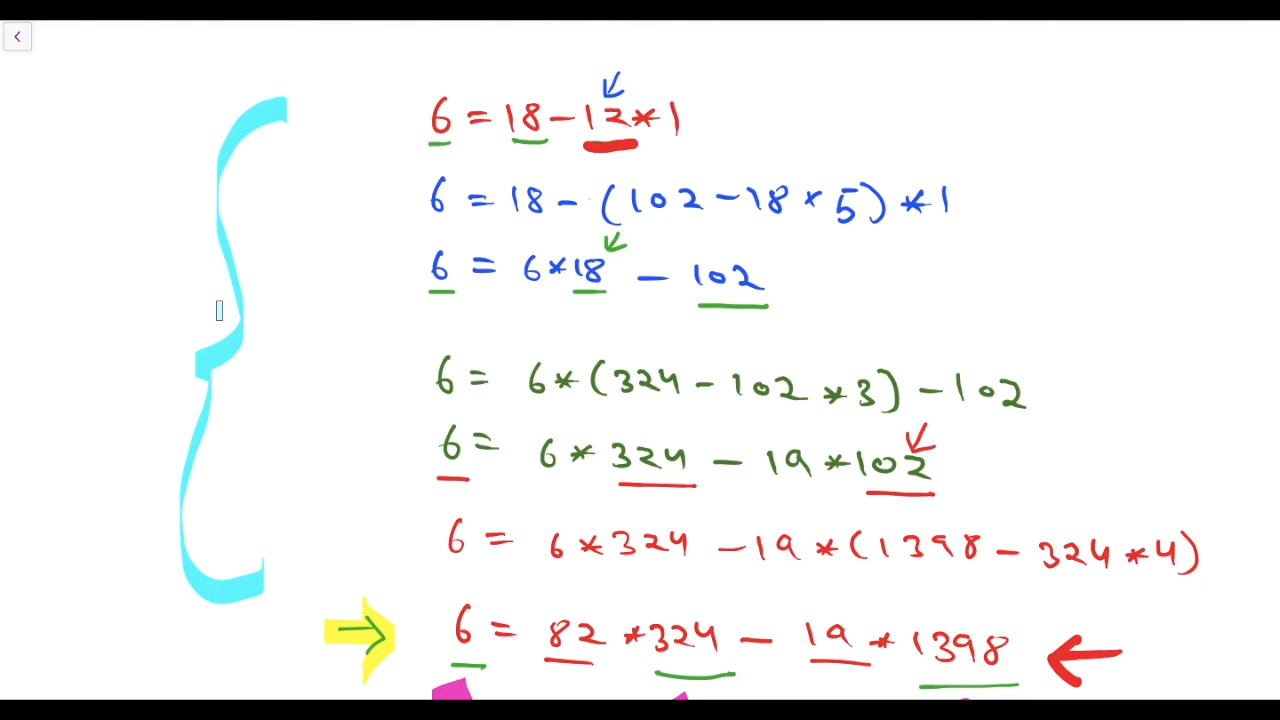 6 = 18 - 12 * 1
6 = 18 - (102 - 18 * 5) * 1
6 = 6 * 18 - 102
6 = 6 * (324 - 102 * 3) - 102
6 = 6 * 324 - 19 * 102
6 = 6 * 324 - 19 * (1398 - 324 * 4)
6 = 82 * 324 - 19 * 1398